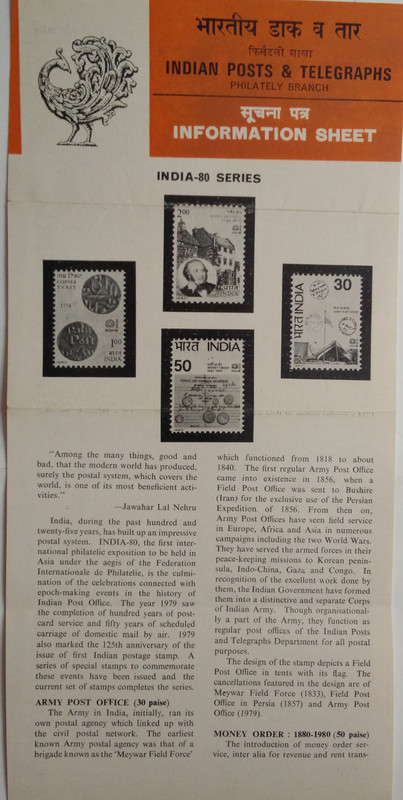 भारतीय डाक व तार
फिलैटली शाखा
INDIAN POSTS & TELEGRAPHS
PHILATELY BRANCH
सूचना पत्र
INFORMATION SHEET
INDIA-80 SERIES
2.00
भारत
INDIA
COPPER
TICKET
1774
1.00
भारत
INDIA
भारत INDIA
50
MONEY ORDER
1880-1980
30
भारत INDIA
"Among the many things, good and
bad, that the modern world has produced,
surely the postal system, which covers the
world, is one of its most beneficient acti-
vities."
—Jawahar Lal Nehru
India, during the past hundred and
twenty-five years, has built up an impressive
postal system. INDIA-80, the first inter-
national philatelic exposition to be held in
Asia under the aegis of the Federation
Internationale de Philatelic, is the culmi-
nation of the celebrations connected with
epoch-making events in the history of
Indian Post Office. The year 1979 saw
the completion of hundred years of post-
card service and fifty years of scheduled
carriage of domestic mail by air. 1979
also marked the 125th anniversary of the
issue of first Indian postage stamp. A
series of special stamps to commemorate
these events have been issued and the
current set of stamps completes the series.
ARMY POST OFFICE (30 paise)
The Army in India, initially, ran its
own postal agency which linked up with
the civil postal network. The earliest
known Army postal agency was that of a
brigade known as the 'Meywar Field Force'
which functioned from 1818 to about
1840. The first regular Army Post Office
came into existence in 1856, when a
Field Post Office was sent to Bushire
(Iran) for the exclusive use of the Persian
Expedition of 1856. From then on,
Army Post Offices have seen field service
in Europe, Africa and Asia in numerous
campaigns including the two World Wars.
They have served the armed forces in their
peace-keeping missions to Korean penin-
sula, Indo-China, Gaza and Congo. In
recognition of the excellent work done by
them, the Indian Government have formed
them into a distinctive and separate Corps
of Indian Army. Though organisational-
ly a part of the Army, they function as
regular post offices of the Indian Posts
and Telegraphs Department for all postal
purposes.
The design of the stamp depicts a Field
Post Office in tents with its flag. The
cancellations featured in the design are of
Meywar Field Force (1833), Field Post
Office in Persia (1857) and Army Post
Office (1979).
MONEY ORDER : 1880-1980 (50 paise)
The introduction of money order ser-
vice, inter alia for revenue and rent trans-